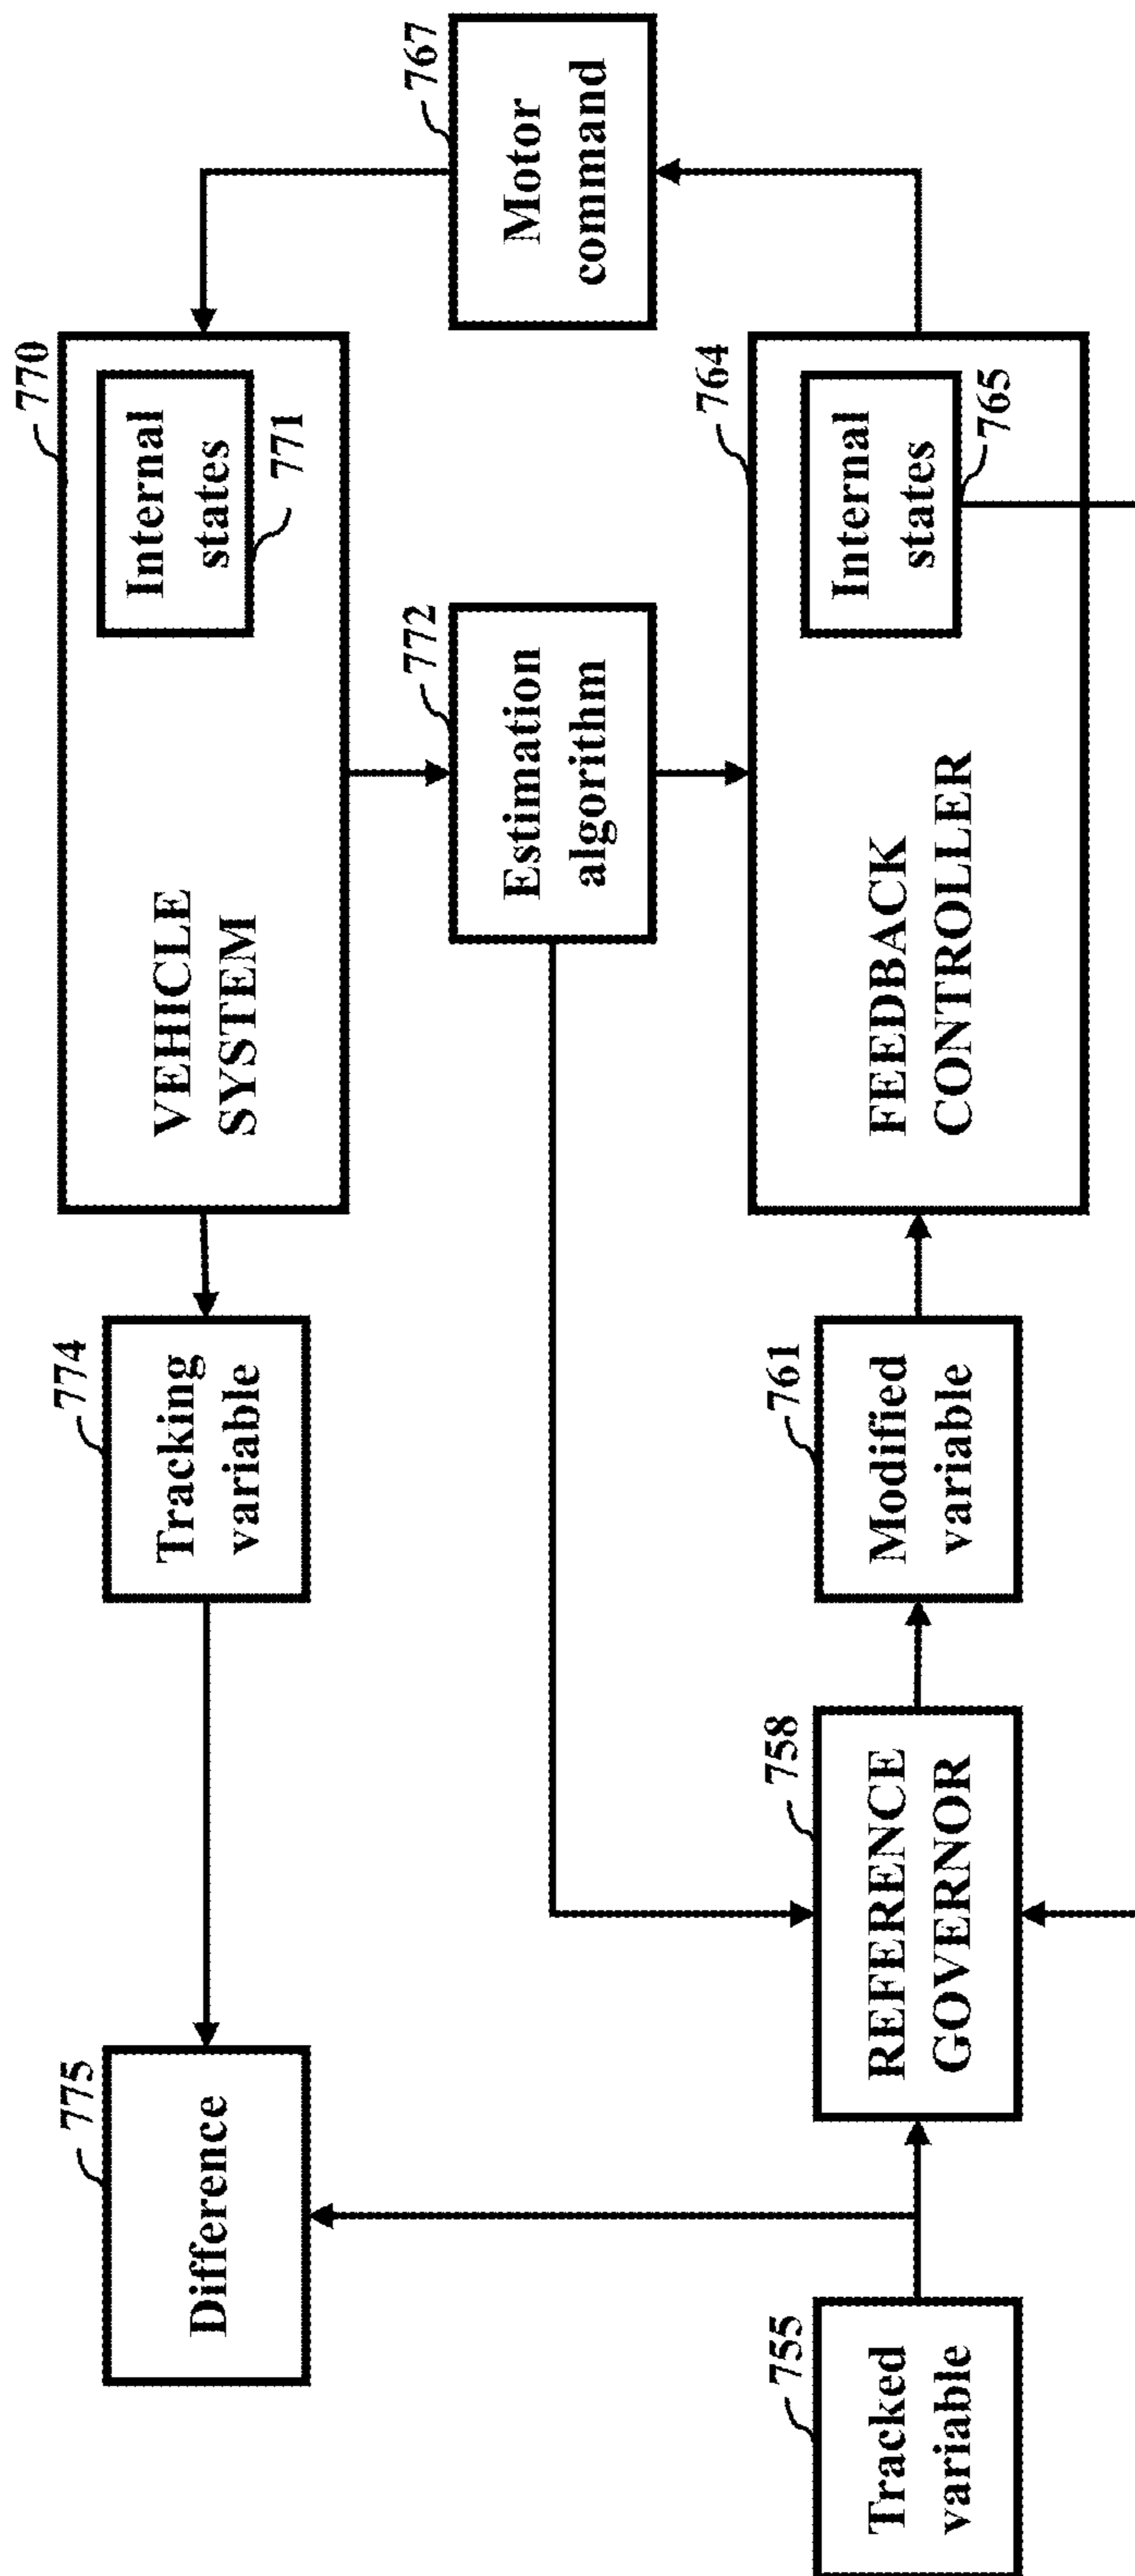 775
Difference
774
Tracking
variable
770
VEHICLE
SYSTEM
Internal
states
771
772
Estimation
algorithm
767
Motor
command
755
Tracked
variable
758
REFERENCE
GOVERNOR
761
Modified
variable
764
FEEDBACK
CONTROLLER
Internal
states
765